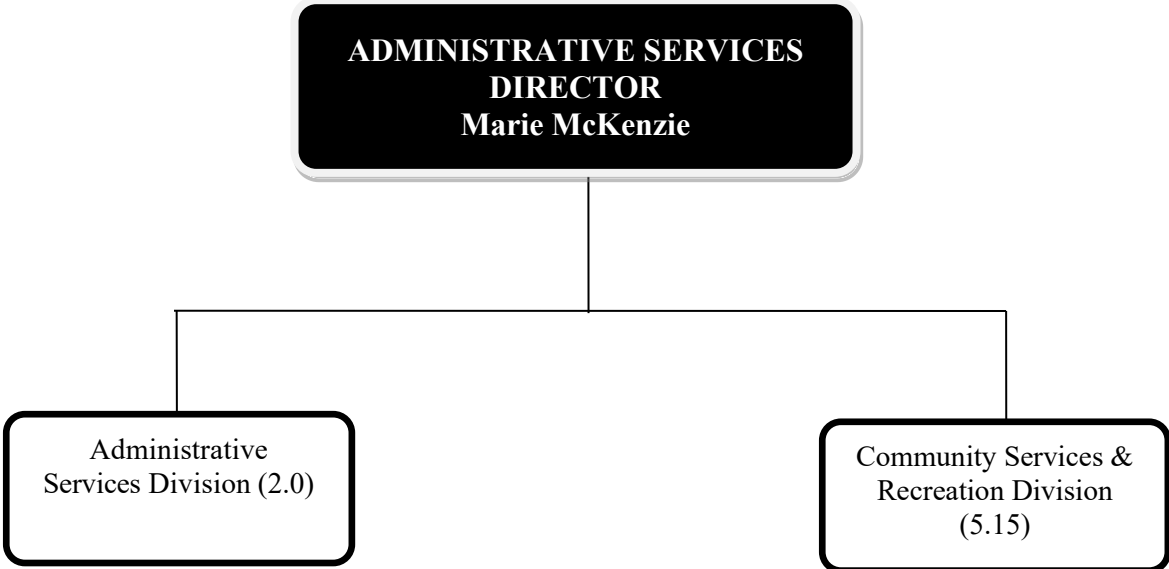 ADMINISTRATIVE SERVICES
DIRECTOR
Marie McKenzie
Administrative
Services Division (2.0)
Community Services &
Recreation Division
(5.15)